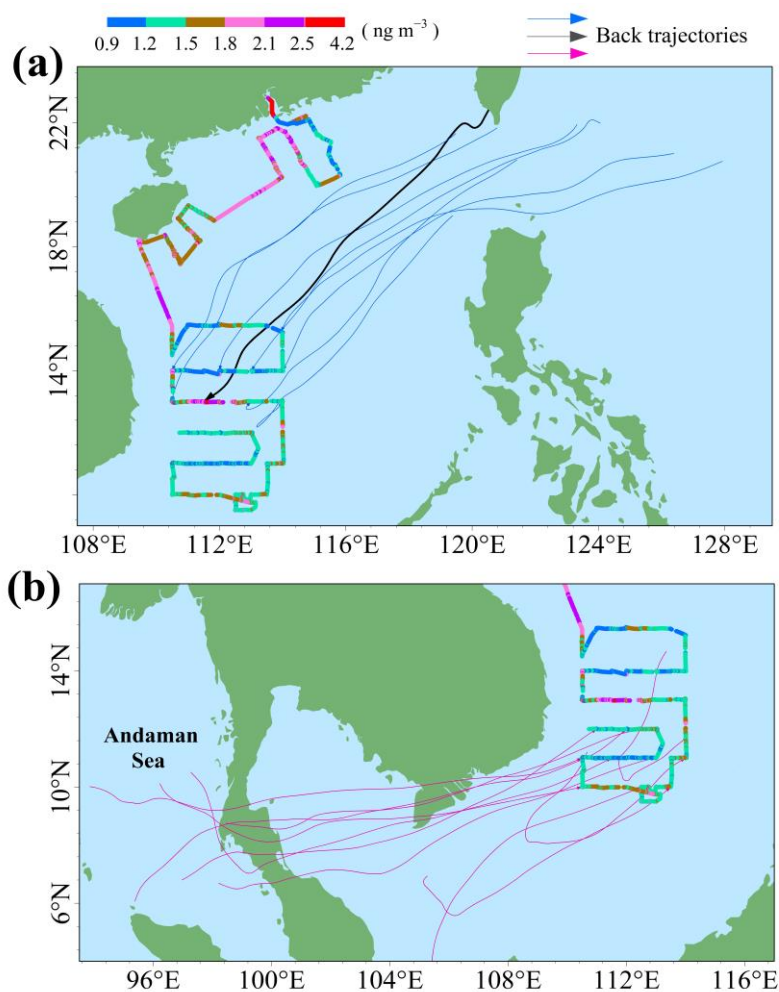 0.9 1.2 1.5 1.8 2.1 2.5 4.2 ( ng m⁻³ )
Back trajectories
(a)
22°N
18°N
14°N
108°E 112°E 116°E 120°E 124°E 128°E
(b)
14°N
Andaman
Sea
10°N
6°N
96°E 100°E 104°E 108°E 112°E 116°E